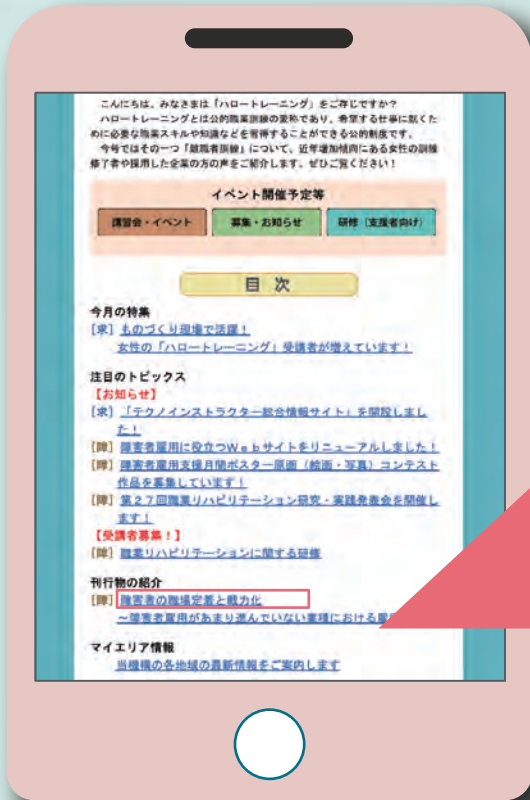 こんにちは。みなさまは「ハロートレーニング」をご存じですか?
ハロートレーニングとは公的職業訓練の愛称であり、希望する仕事に就くた
めに必要な職業スキルや知識などを習得することができる公的制度です。
今号ではその一つ「離職者訓練」について、近年増加傾向にある女性の訓練
修了者や採用した企業の方の声をご紹介します。ぜひご覧ください!
イベント開催予定等
講習会・イベント 募集・お知らせ 研修(支援者向け)
目 次
今月の特集
[求] ものづくり現場で活躍!
女性の「ハロートレーニング」受講者が増えています!
注目のトピックス
【お知らせ】
[求] 「テクノインストラクター総合情報サイト」を開設しまし
た!
[障] 障害者雇用に役立つWebサイトをリニューアルしました!
[障] 障害者雇用支援月間ポスター原画(絵画・写真)コンテスト
作品を募集しています!
[障] 第27回職業リハビリテーション研究・実践発表会を開催し
ます!
【受講者募集!】
[障] 職業リハビリテーションに関する研修
刊行物の紹介
[障] 障害者の職場定着と戦力化
~障害者雇用があまり進んでいない業種における
マイエリア情報
当機構の各地域の最新情報をご案内します